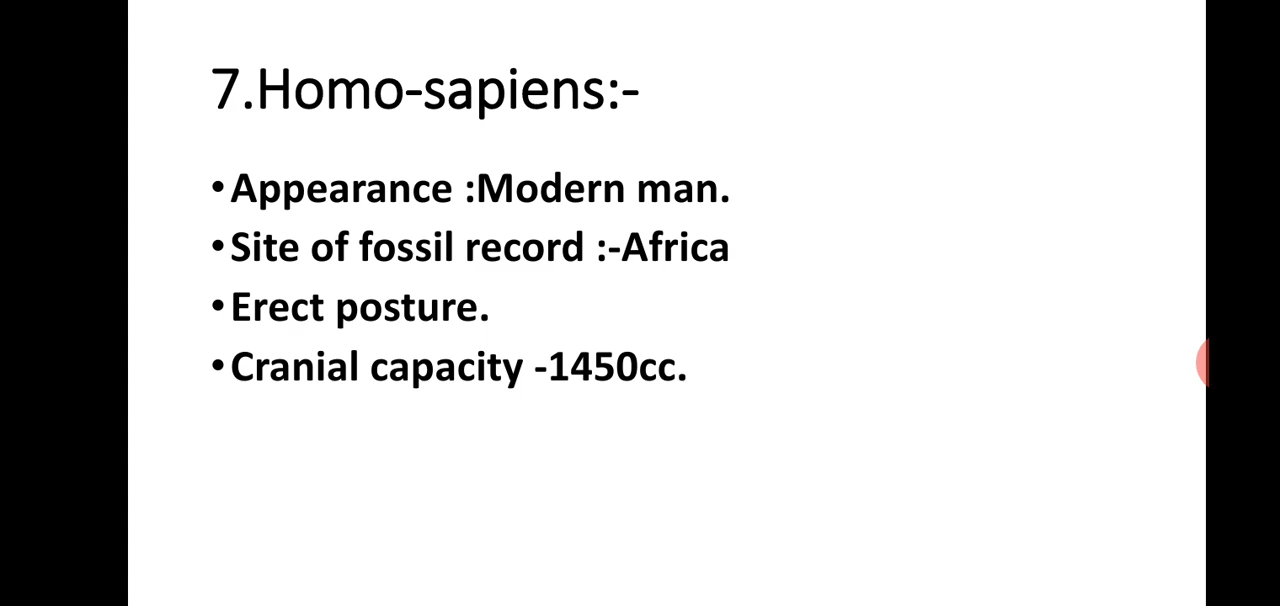 7.Homo-sapiens:-
•Appearance :Modern man.
•Site of fossil record :-Africa
•Erect posture.
•Cranial capacity -1450cc.